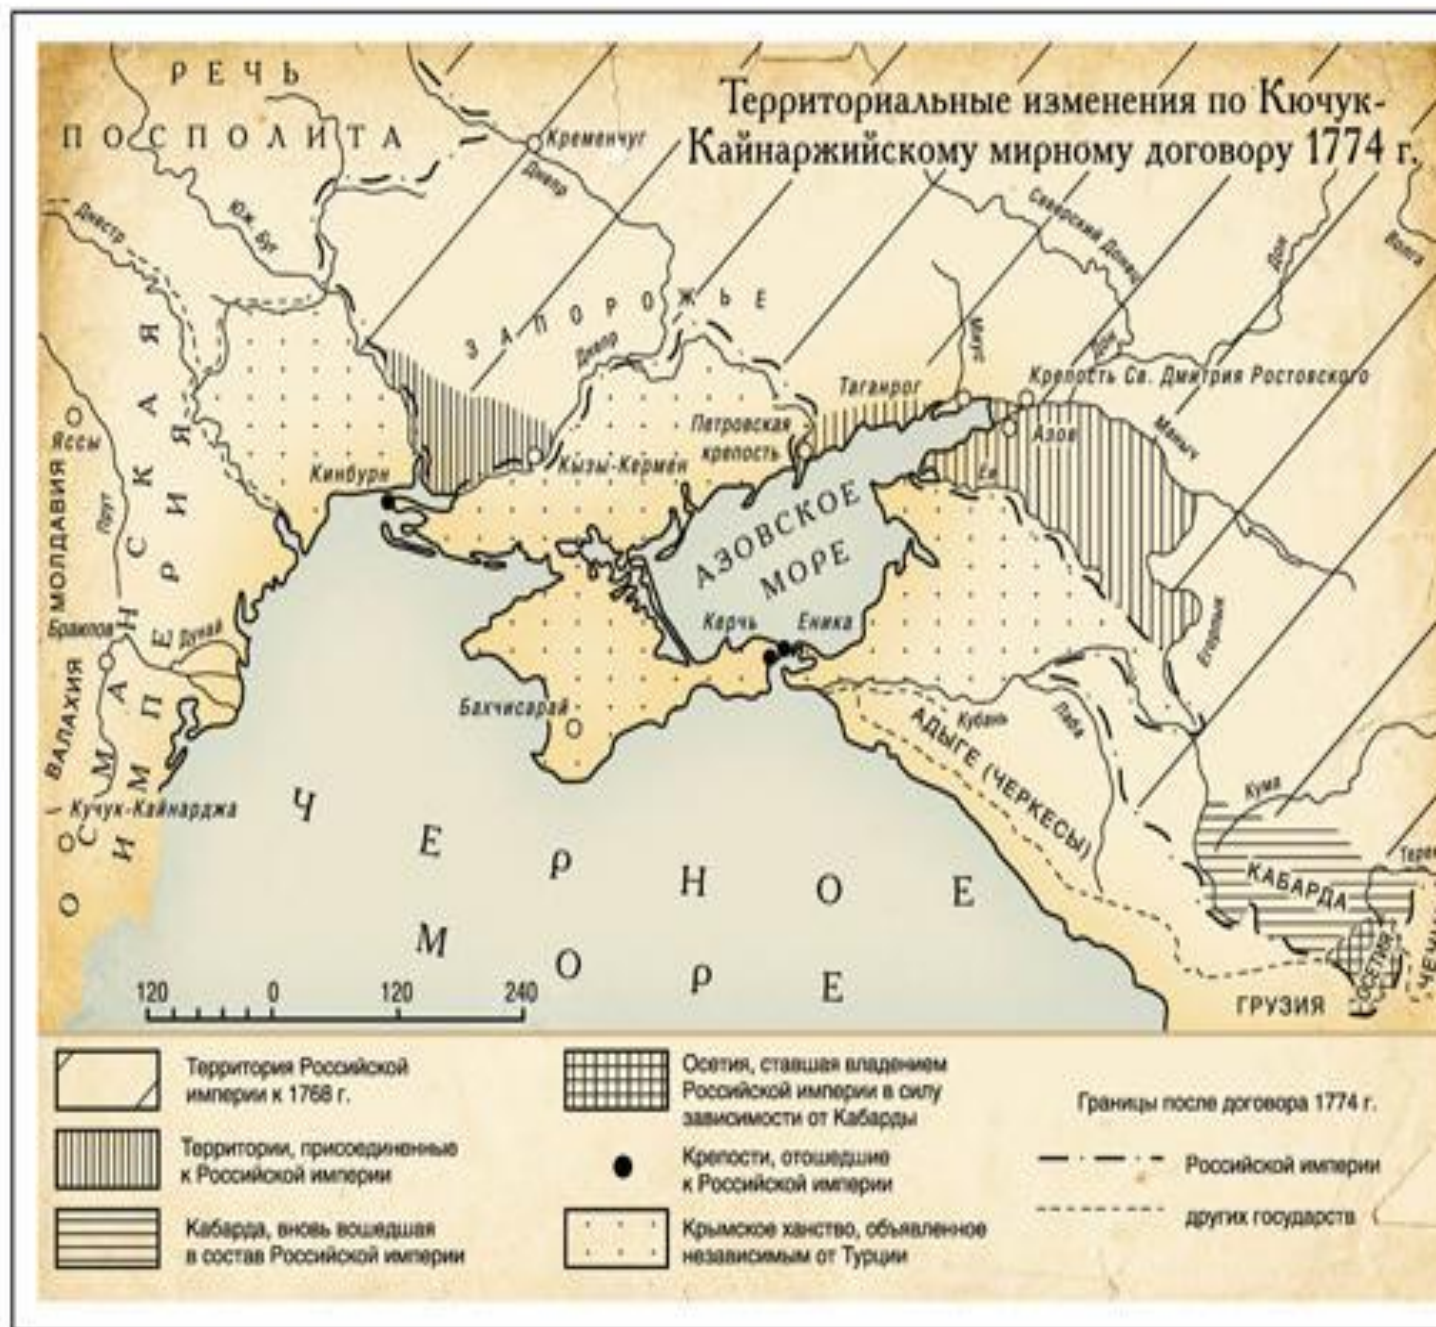 Территориальные изменения по Кючук-
Кайнаржийскому мирному договору 1774 г.
РЕЧЬ
ПОСПОЛИТА
Кременчуг
Днепр
Юж. Буг
Днестр
ЗАПОРОЖЬЕ
Днепр
Северский Донец
Дон
Волга
Миус
Дон
Таганрог
Крепость Св. Дмитрия Ростовского
Азов
Маныч
Петровская
крепость
Ея
Кызы-Кермен
Кинбурн
Яссы
Прут
МОЛДАВИЯ
ВАЛАХИЯ
ОСМАНСКАЯ
ИМПЕРИЯ
Браилов
Дунай
Кучук-Кайнарджа
АЗОВСКОЕ
МОРЕ
Керчь
Еника
Бахчисарай
Егорлык
Кубань
Лаба
АДЫГЕ (ЧЕРКЕСЫ)
Кума
Терек
КАБАРДА
ОСЕТИЯ
ГРУЗИЯ
ЧЕРНОЕ
МОРЕ
120 0 120 240
Территория Российской
империи к 1768 г.
Территории, присоединенные
к Российской империи
Кабарда, вновь вошедшая
в состав Российской империи
Осетия, ставшая владением
Российской империи в силу
зависимости от Кабарды
Крепости, отошедшие
к Российской империи
Крымское ханство, объявленное
независимым от Турции
Границы после договора 1774 г.
Российской империи
других государств